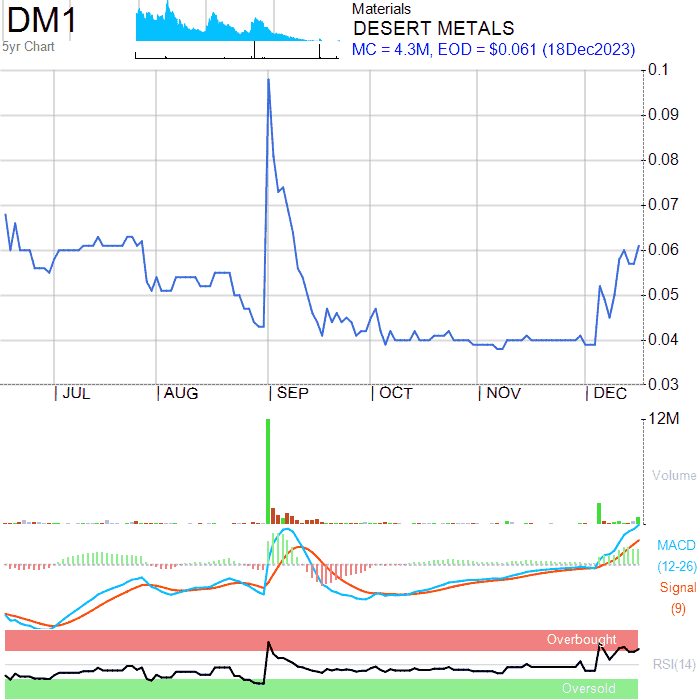 DM1
5yr Chart
Materials
DESERT METALS
MC = 4.3M, EOD = $0.061 (18Dec2023)
0.1
0.09
0.08
0.07
0.06
0.05
0.04
0.03
JUL AUG SEP OCT NOV DEC
12M
Volume
MACD
(12-26)
Signal
(9)
Overbought
RSI(14)
Oversold